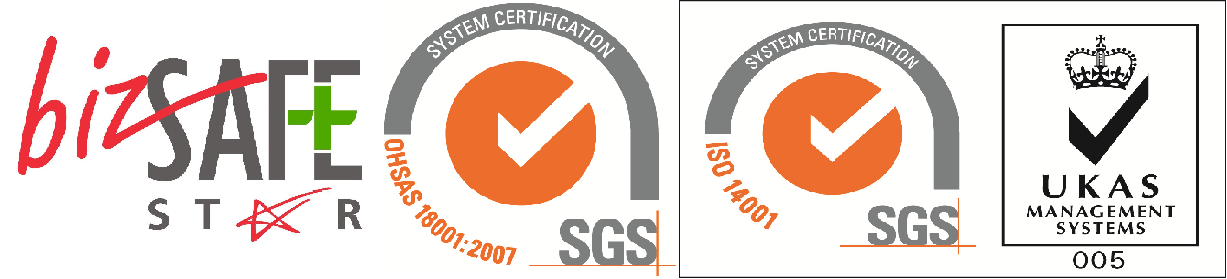 bizSAFE
STAR
SYSTEM CERTIFICATION
OHSAS 18001:2007
SGS
SYSTEM CERTIFICATION
ISO 14001
SGS
UKAS
MANAGEMENT
SYSTEMS
005